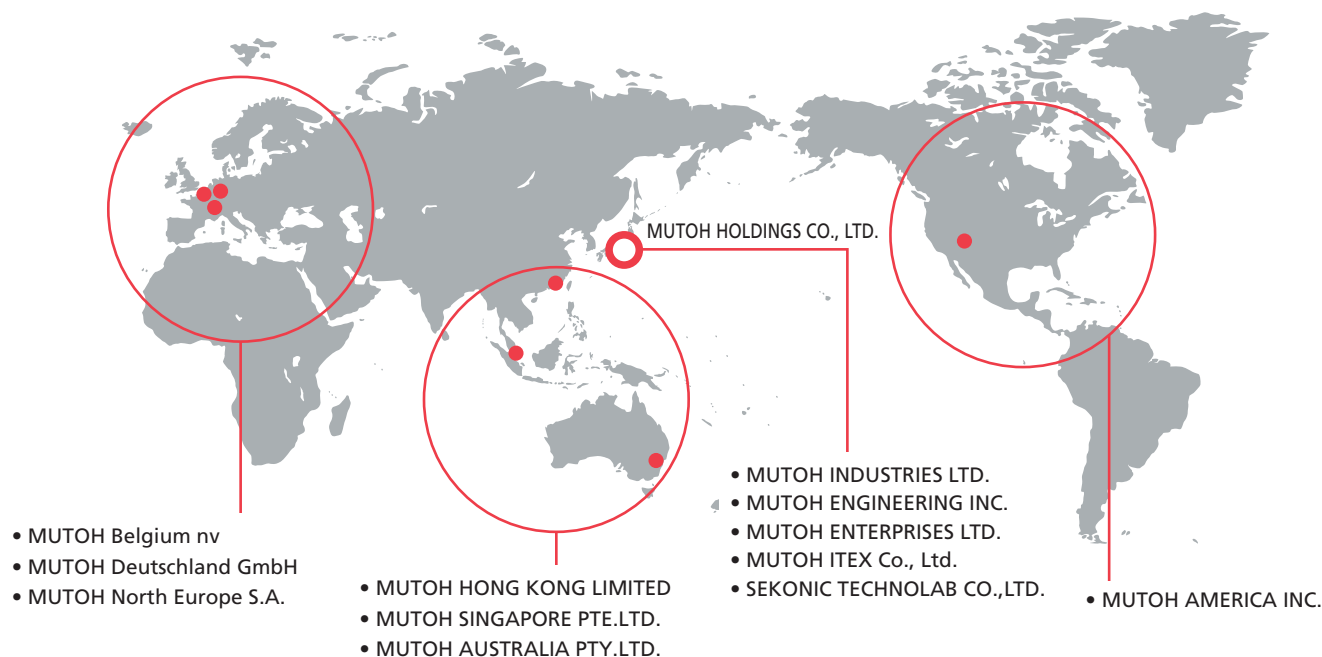 MUTOH HOLDINGS CO., LTD.
• MUTOH Belgium nv
• MUTOH Deutschland GmbH
• MUTOH North Europe S.A.
• MUTOH HONG KONG LIMITED
• MUTOH SINGAPORE PTE.LTD.
• MUTOH AUSTRALIA PTY.LTD.
• MUTOH INDUSTRIES LTD.
• MUTOH ENGINEERING INC.
• MUTOH ENTERPRISES LTD.
• MUTOH ITEX Co., Ltd.
• SEKONIC TECHNOLAB CO.,LTD.
• MUTOH AMERICA INC.